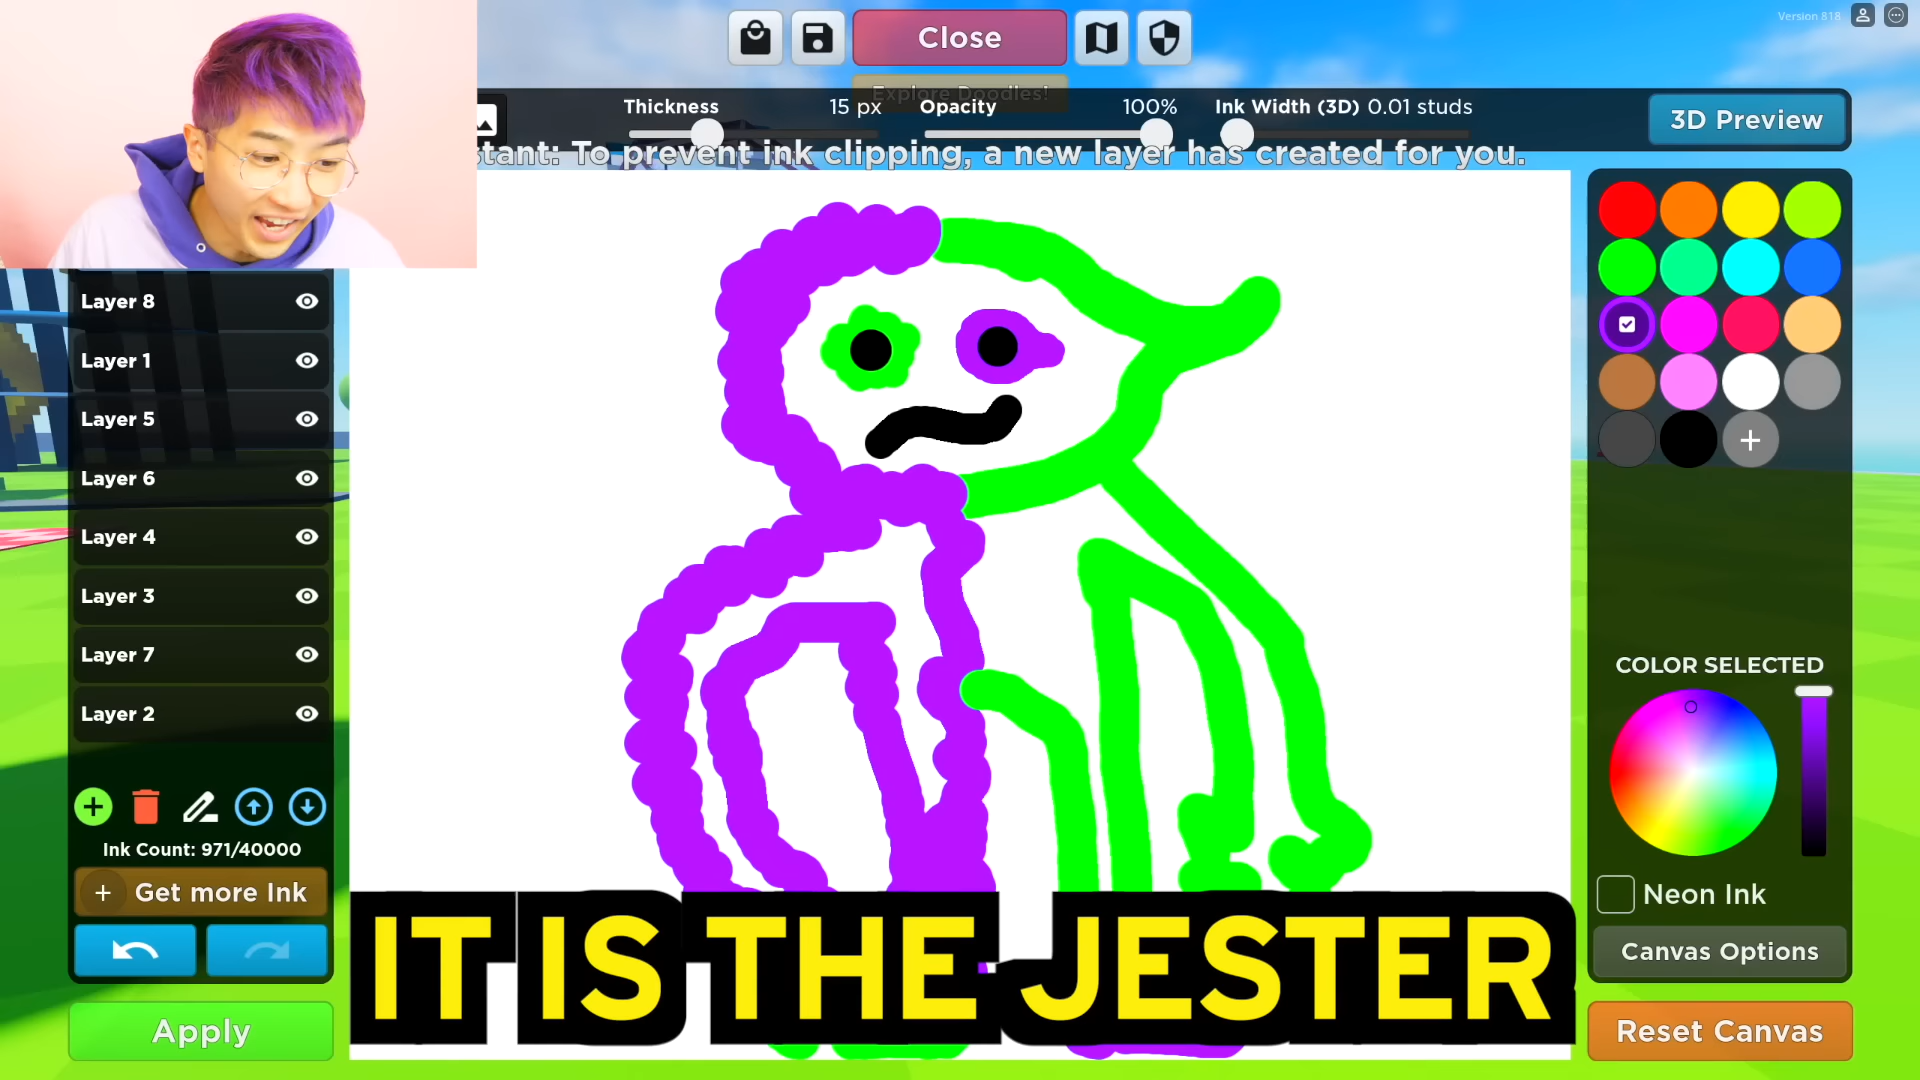 Version 818
Close
Explore Doodles!
Thickness 15 px Opacity 100% Ink Width (3D) 0.01 studs
3D Preview
stant: To prevent ink clipping, a new layer has created for you.
Layer 8
Layer 1
Layer 5
Layer 6
Layer 4
Layer 3
Layer 7
Layer 2
Ink Count: 971/40000
+ Get more Ink
Apply
COLOR SELECTED
Neon Ink
Canvas Options
Reset Canvas
IT IS THE JESTER